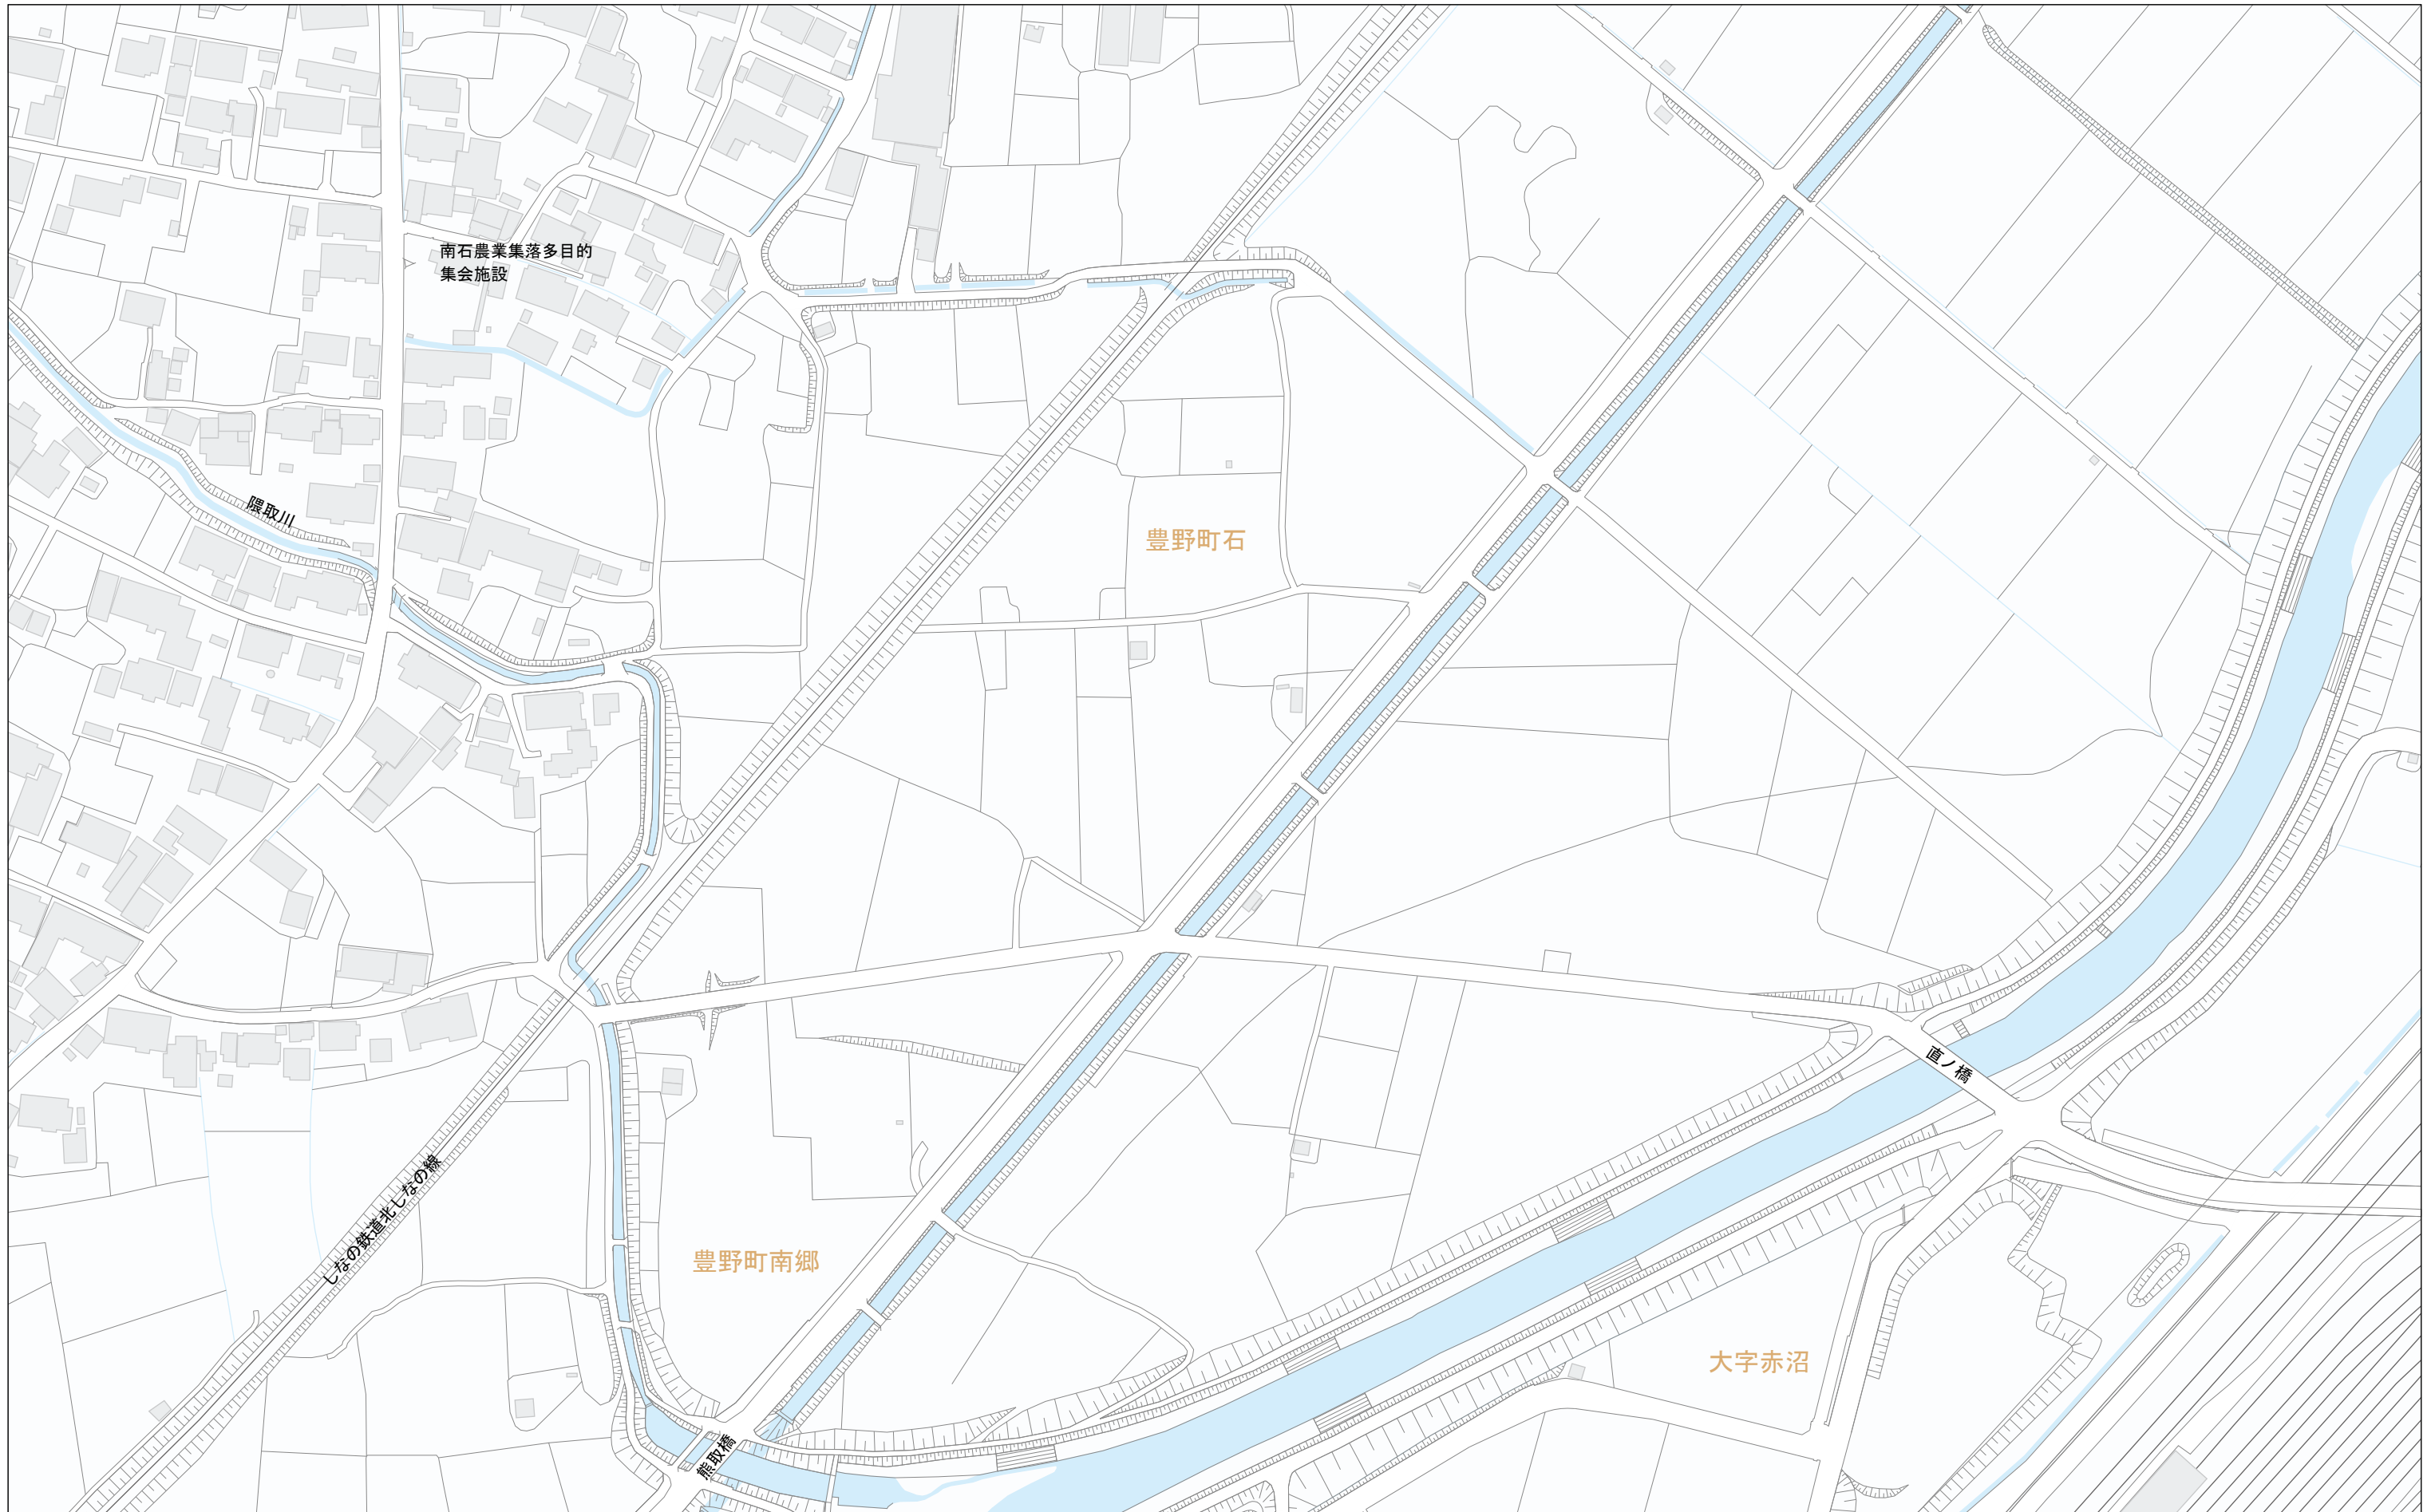 南石農業集落多目的
集会施設
隈取川
豊野町石
直ノ橋
しなの鉄道北しなの線
豊野町南郷
大字赤沼
熊取橋